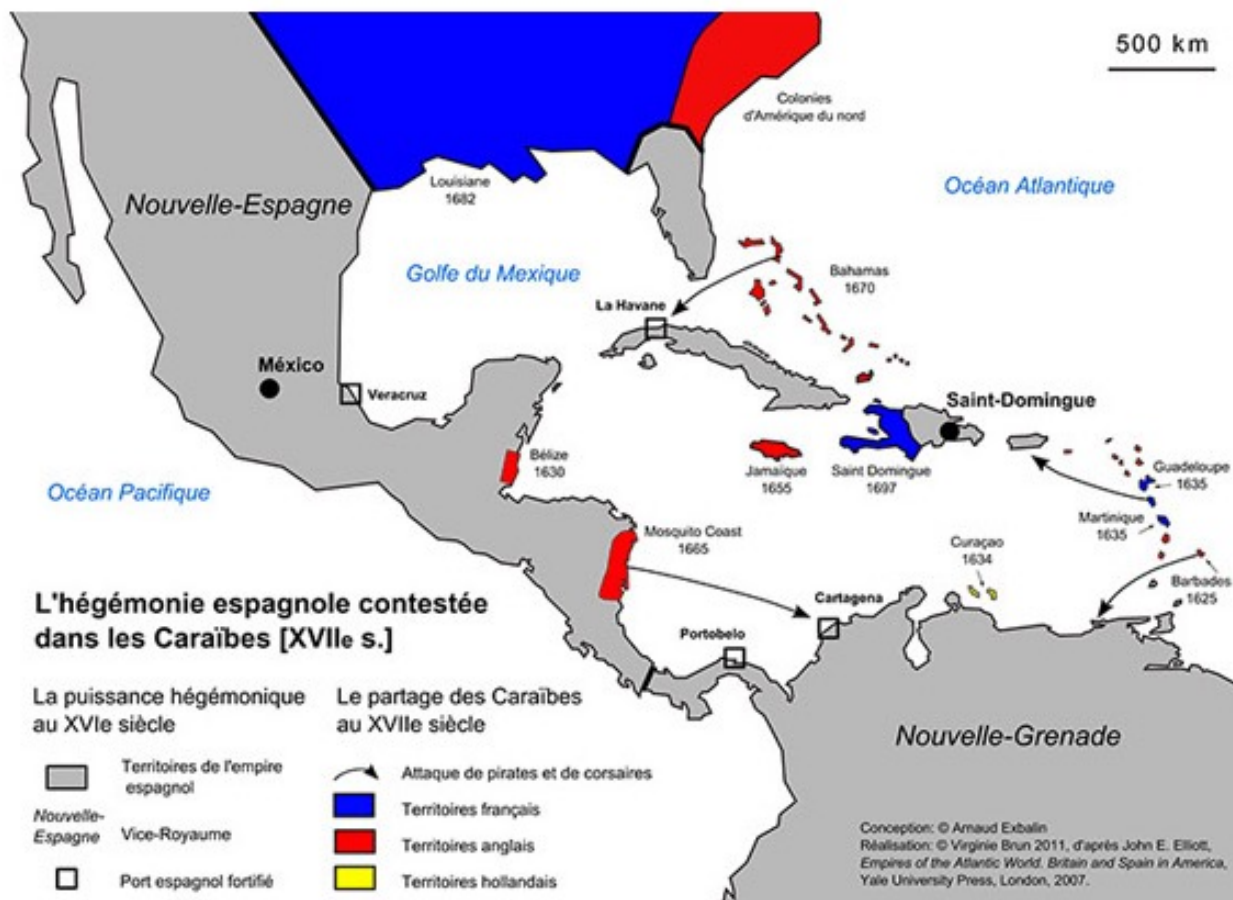 500 km
Colonies
d'Amérique du nord
Océan Atlantique
Louisiane
1682
Nouvelle-Espagne
Golfe du Mexique
Bahamas
1670
La Havane
México
Veracruz
Saint-Domingue
Bélize
1630
Jamaïque
1655
Saint Domingue
1697
Guadeloupe
1635
Océan Pacifique
Martinique
1635
Mosquito Coast
1665
Curaçao
1634
Barbades
1625
Cartagena
Portobelo
Nouvelle-Grenade
L'hégémonie espagnole contestée
dans les Caraïbes [XVIIe s.]
La puissance hégémonique
au XVIe siècle
Territoires de l'empire
espagnol
Nouvelle-
Espagne
Vice-Royaume
Port espagnol fortifié
Le partage des Caraïbes
au XVIIe siècle
Attaque de pirates et de corsaires
Territoires français
Territoires anglais
Territoires hollandais
Conception: © Arnaud Exbalin
Réalisation: © Virginie Brun 2011, d'après John E. Elliott,
Empires of the Atlantic World. Britain and Spain in America,
Yale University Press, London, 2007.